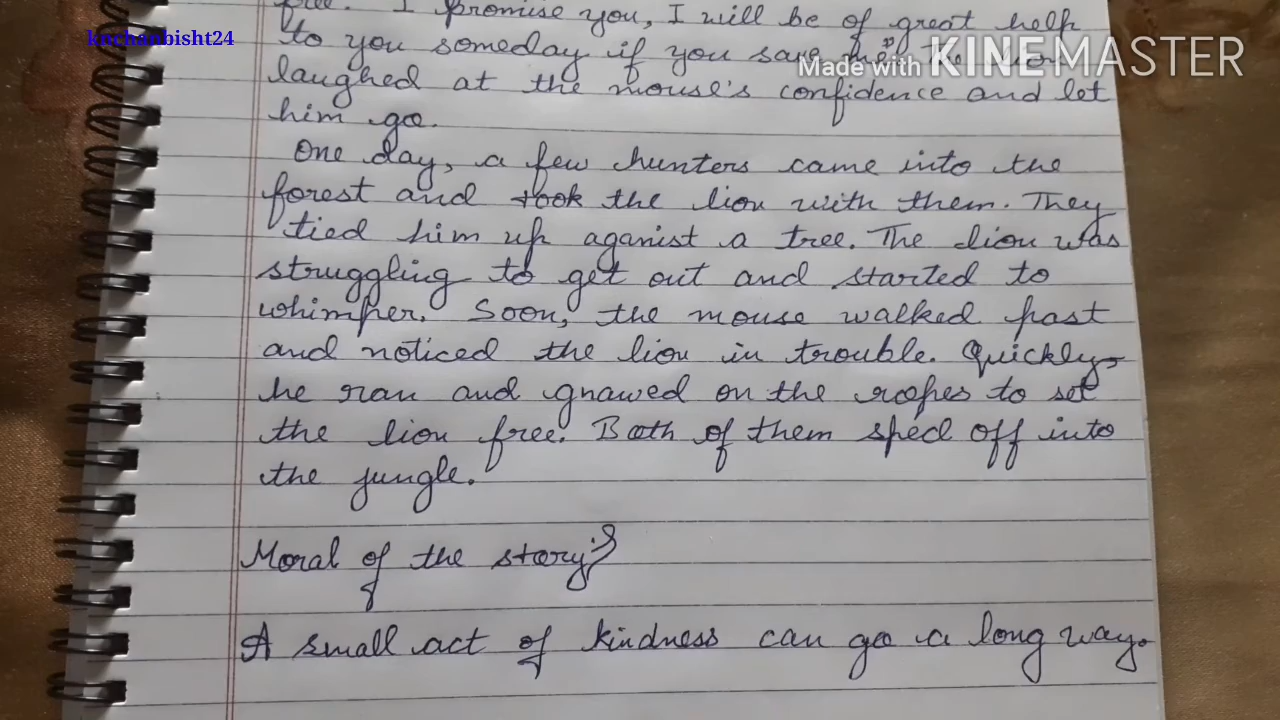 free. I promise you, I will be of great help
knchanbisht24
to you someday if you save me." The lion
Made with KINEMASTER
laughed at the mouse's confidence and let
him go.
One day, a few hunters came into the
forest and took the lion with them. They
tied him up aganist a tree. The lion was
struggling to get out and started to
whimper. Soon, the mouse walked past
and noticed the lion in trouble. Quickly,
he ran and gnawed on the ropes to set
the lion free. Both of them sped off into
the jungle.
Moral of the story:
A small act of kindness can go a long way.